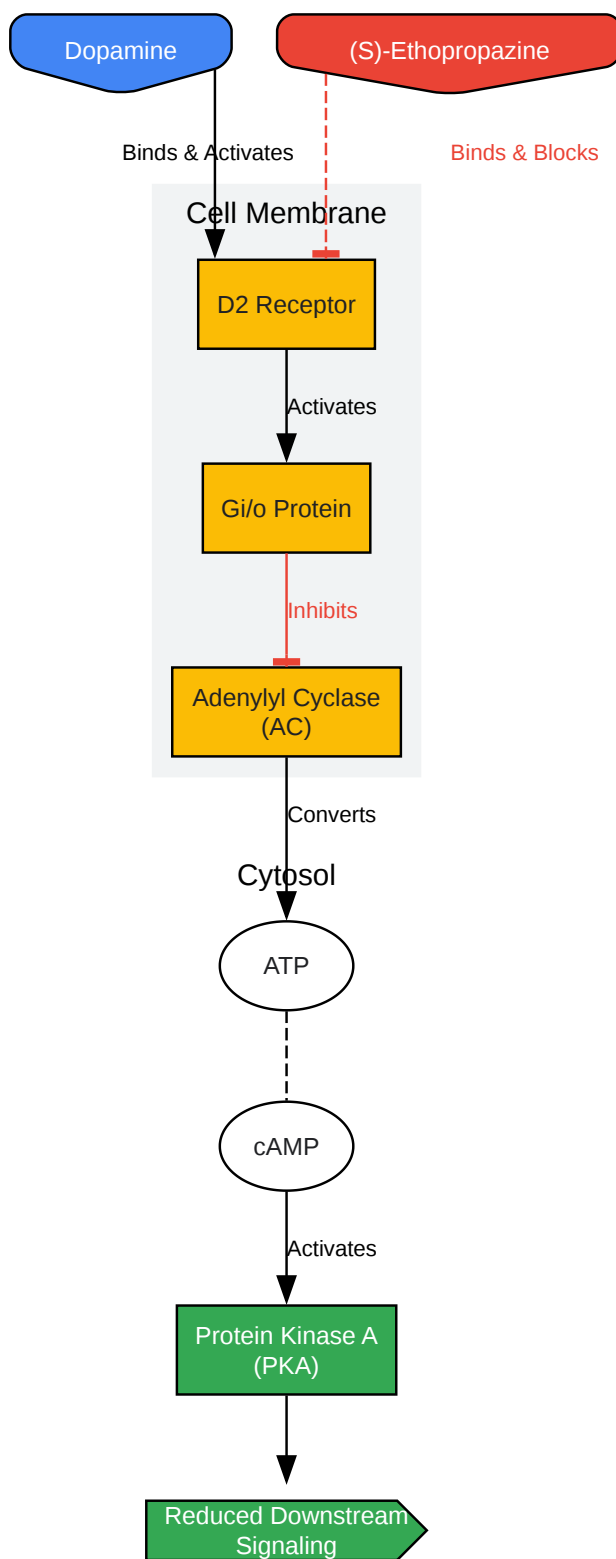 Dopamine
(S)-Ethopropazine
Binds & Activates
Binds & Blocks
Cell Membrane
D2 Receptor
Activates
Gi/o Protein
Inhibits
Adenylyl Cyclase
(AC)
Converts
Cytosol
ATP
cAMP
Activates
Protein Kinase A
(PKA)
Reduced Downstream
Signaling